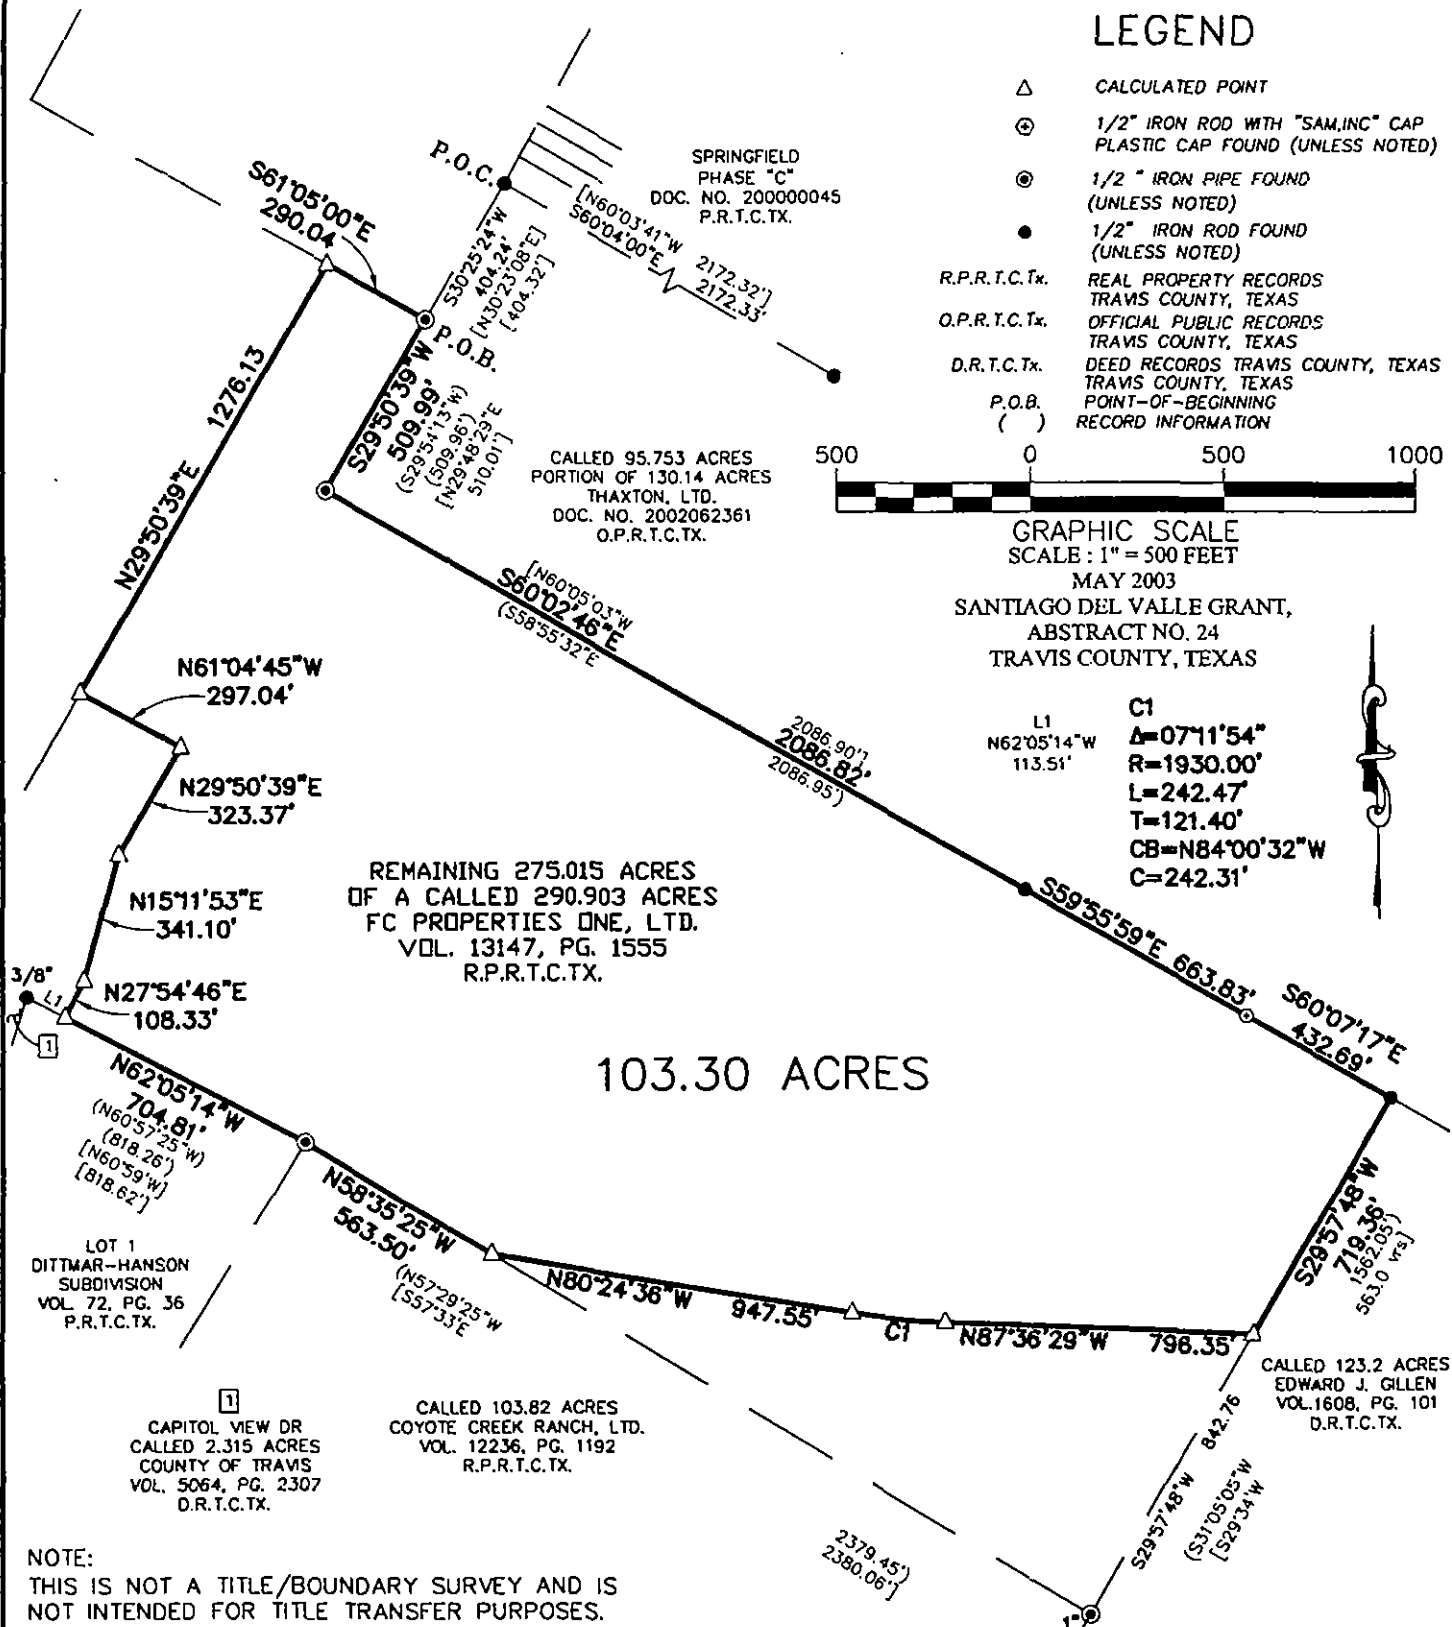 LEGEND
CALCULATED POINT
1/2" IRON ROD WITH "SAM,INC" CAP
PLASTIC CAP FOUND (UNLESS NOTED)
1/2 " IRON PIPE FOUND
(UNLESS NOTED)
1/2" IRON ROD FOUND
(UNLESS NOTED)
R.P.R.T.C.Tx. REAL PROPERTY RECORDS
TRAVIS COUNTY, TEXAS
O.P.R.T.C.Tx. OFFICIAL PUBLIC RECORDS
TRAVIS COUNTY, TEXAS
D.R.T.C.Tx. DEED RECORDS TRAVIS COUNTY, TEXAS
TRAVIS COUNTY, TEXAS
P.O.B. POINT-OF-BEGINNING
( ) RECORD INFORMATION
500 0 500 1000
GRAPHIC SCALE
SCALE : 1" = 500 FEET
MAY 2003
SANTIAGO DEL VALLE GRANT,
ABSTRACT NO. 24
TRAVIS COUNTY, TEXAS
L1
N62°05'14"W
113.51'
C1
Δ=07°11'54"
R=1930.00'
L=242.47'
T=121.40'
CB=N84°00'32"W
C=242.31'
P.O.C.
SPRINGFIELD
PHASE "C"
DOC. NO. 200000045
P.R.T.C.TX.
[N60°03'41"W 2172.32']
S60°04'00"E 2172.33'
S61°05'00"E
290.04
S30°25'24"W
404.24'
[N30°23'08"E]
[404.32']
P.O.B.
S29°50'39"W
509.99'
(S29°54'13"W)
(509.96')
[N29°48'29"E
510.01']
CALLED 95.753 ACRES
PORTION OF 130.14 ACRES
THAXTON, LTD.
DOC. NO. 2002062361
O.P.R.T.C.TX.
1276.13
N29°50'39"E
[N60°05'03"W
S60°02'46"E
(S58°55'32"E
2086.90']
2086.82'
2086.95')
N61°04'45"W
297.04'
N29°50'39"E
323.37'
N15°11'53"E
341.10'
N27°54'46"E
108.33'
3/8"
L1
1
REMAINING 275.015 ACRES
OF A CALLED 290.903 ACRES
FC PROPERTIES ONE, LTD.
VOL. 13147, PG. 1555
R.P.R.T.C.TX.
103.30 ACRES
S59°55'59"E 663.83'
S60°07'17"E
432.69'
N62°05'14"W
704.81'
(N60°57'25"W)
(818.26')
[N60°59'W]
[818.62']
N58°35'25"W
563.50'
(N57°29'25"W
[S57°33'E
N80°24'36"W 947.55'
C1
N87°36'29"W 796.35'
S29°57'48"W
719.36'
1562.05')
563.0 vrs]
LOT 1
DITTMAR-HANSON
SUBDIVISION
VOL 72, PG. 36
P.R.T.C.TX.
1
CAPITOL VIEW DR
CALLED 2.315 ACRES
COUNTY OF TRAVIS
VOL. 5064, PG. 2307
D.R.T.C.TX.
CALLED 103.82 ACRES
COYOTE CREEK RANCH, LTD.
VOL. 12236, PG. 1192
R.P.R.T.C.TX.
CALLED 123.2 ACRES
EDWARD J. GILLEN
VOL.1608, PG. 101
D.R.T.C.TX.
S29°57'48"W 842.76
(S31°05'05"W
[S29°34'W
2379.45')
2380.06']
1"
NOTE:
THIS IS NOT A TITLE/BOUNDARY SURVEY AND IS
NOT INTENDED FOR TITLE TRANSFER PURPOSES.